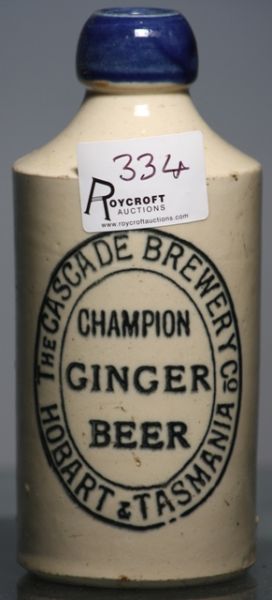 334
ROYCROFT
AUCTIONS
www.roycroftauctions.com
THE CASCADE BREWERY CO
CHAMPION
GINGER
BEER
HOBART & TASMANIA